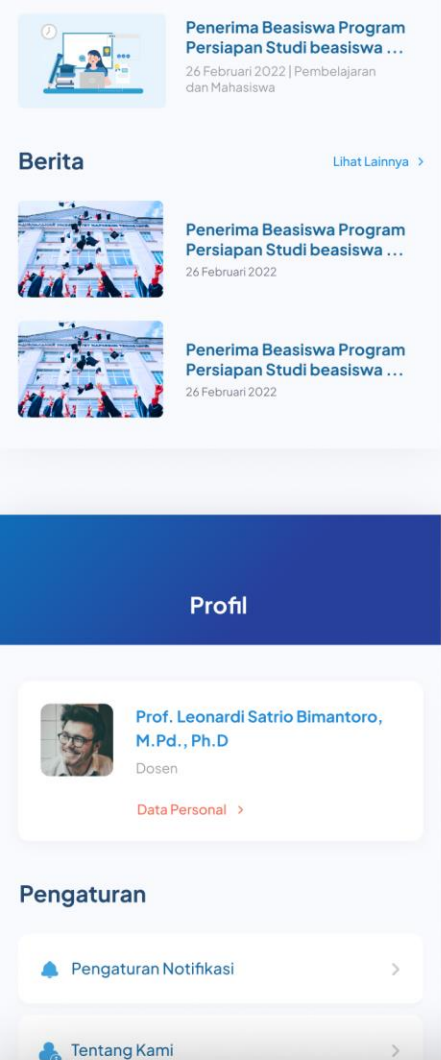 Penerima Beasiswa Program
Persiapan Studi beasiswa ...
26 Februari 2022 | Pembelajaran
dan Mahasiswa
Berita
Lihat Lainnya >
Penerima Beasiswa Program
Persiapan Studi beasiswa ...
26 Februari 2022
Penerima Beasiswa Program
Persiapan Studi beasiswa ...
26 Februari 2022
Profil
Prof. Leonardi Satrio Bimantoro,
M.Pd., Ph.D
Dosen
Data Personal >
Pengaturan
Pengaturan Notifikasi
Tentang Kami